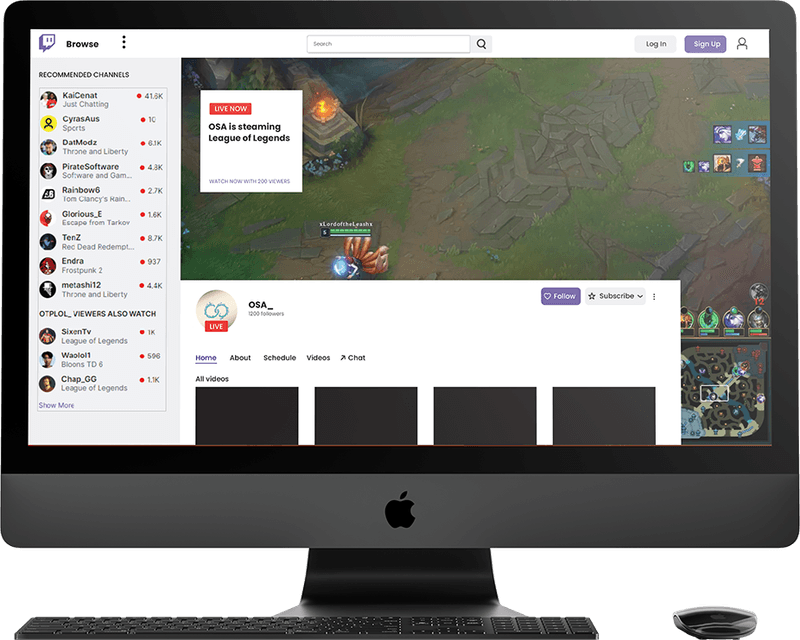 Browse
Search
Log In
Sign Up
RECOMMENDED CHANNELS
KaiCenat
41.6K
Just Chatting
CyrasAus
10
Sports
DatModz
6.1K
Throne and Liberty
PirateSoftware
4.8K
Software and Gam...
Rainbow6
2.7K
Tom Clancy's Rain...
Glorious_E
1.6K
Escape from Tarkov
TenZ
8.7K
Red Dead Redempt...
Endra
937
Frostpunk 2
metashi12
4.4K
Throne and Liberty
OTPLOL_ VIEWERS ALSO WATCH
SixenTv
1K
League of Legends
Waolol1
596
Bloons TD 6
Chap_GG
1.1K
League of Legends
Show More
LIVE NOW
OSA is steaming
League of Legends
WATCH NOW WITH 200 VIEWERS
xLordoftheLeashx
12
LIVE
OSA_
1200 followers
Follow
Subscribe
Home
About
Schedule
Videos
Chat
All videos